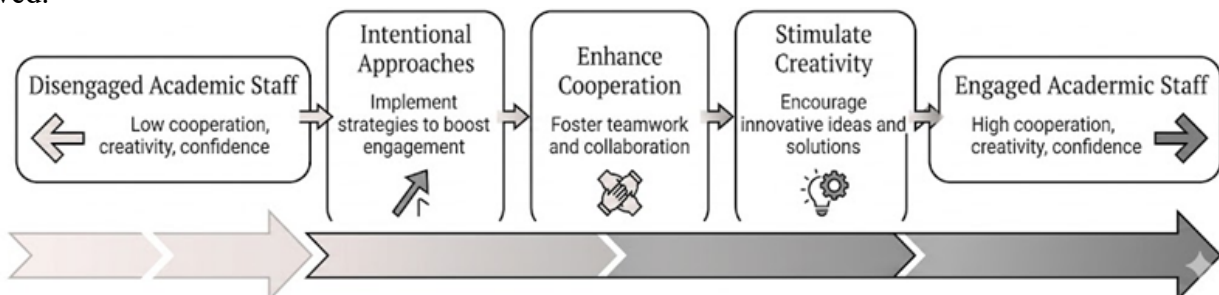 Disengaged Academic Staff
Low cooperation,
creativity, confidence
Intentional
Approaches
Implement
strategies to boost
engagement
Enhance
Cooperation
Foster teamwork
and collaboration
Stimulate
Creativity
Encourage
innovative ideas and
solutions
Engaged Acadermic Staff
High cooperation,
creativity, confidence